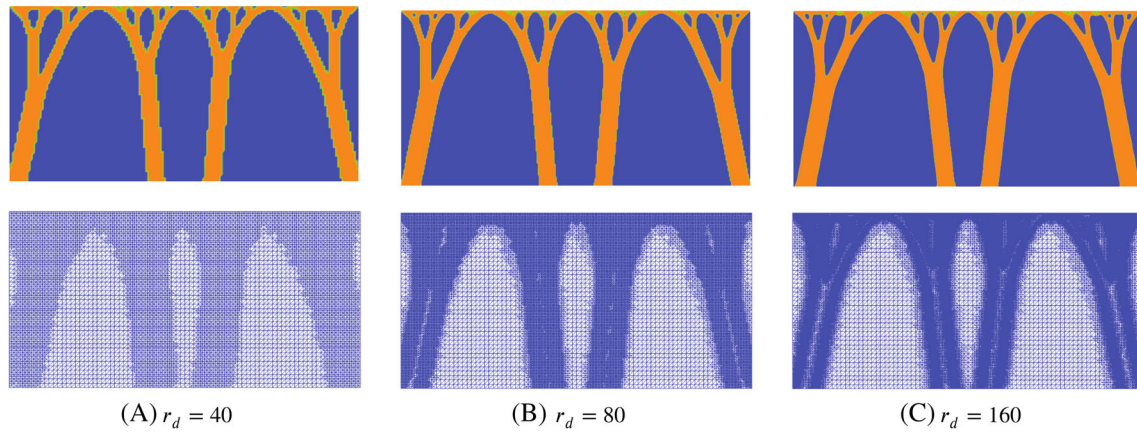 (A) r_d = 40
(B) r_d = 80
(C) r_d = 160